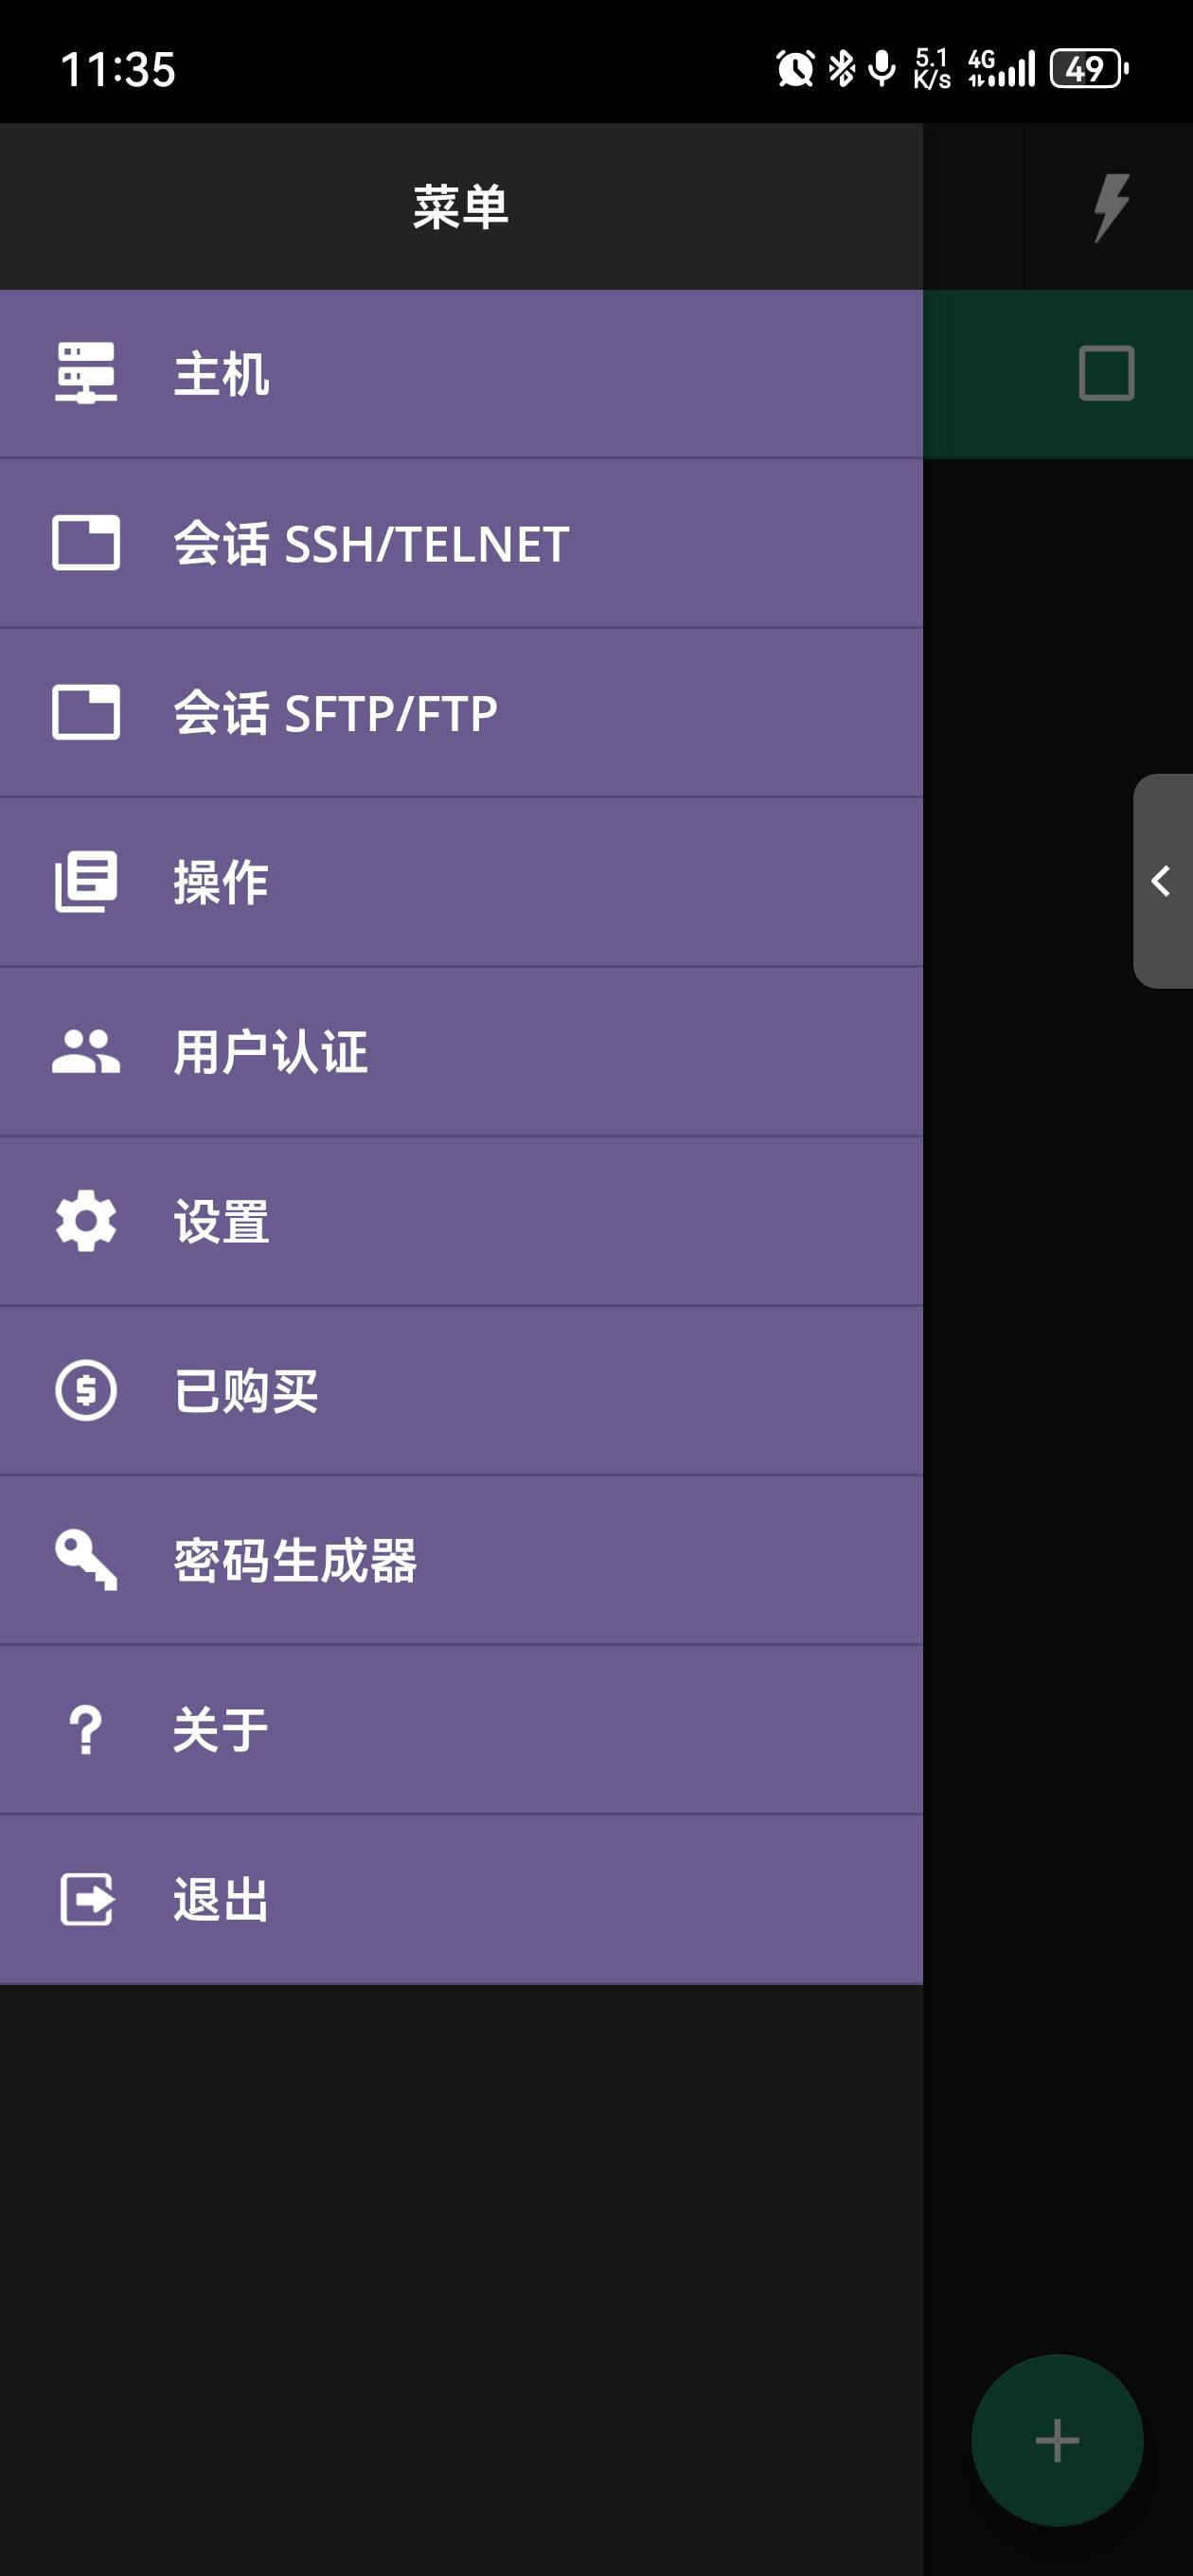 11:35
5.1 K/s 4G 49
菜单
主机
会话 SSH/TELNET
会话 SFTP/FTP
操作
用户认证
设置
已购买
密码生成器
关于
退出